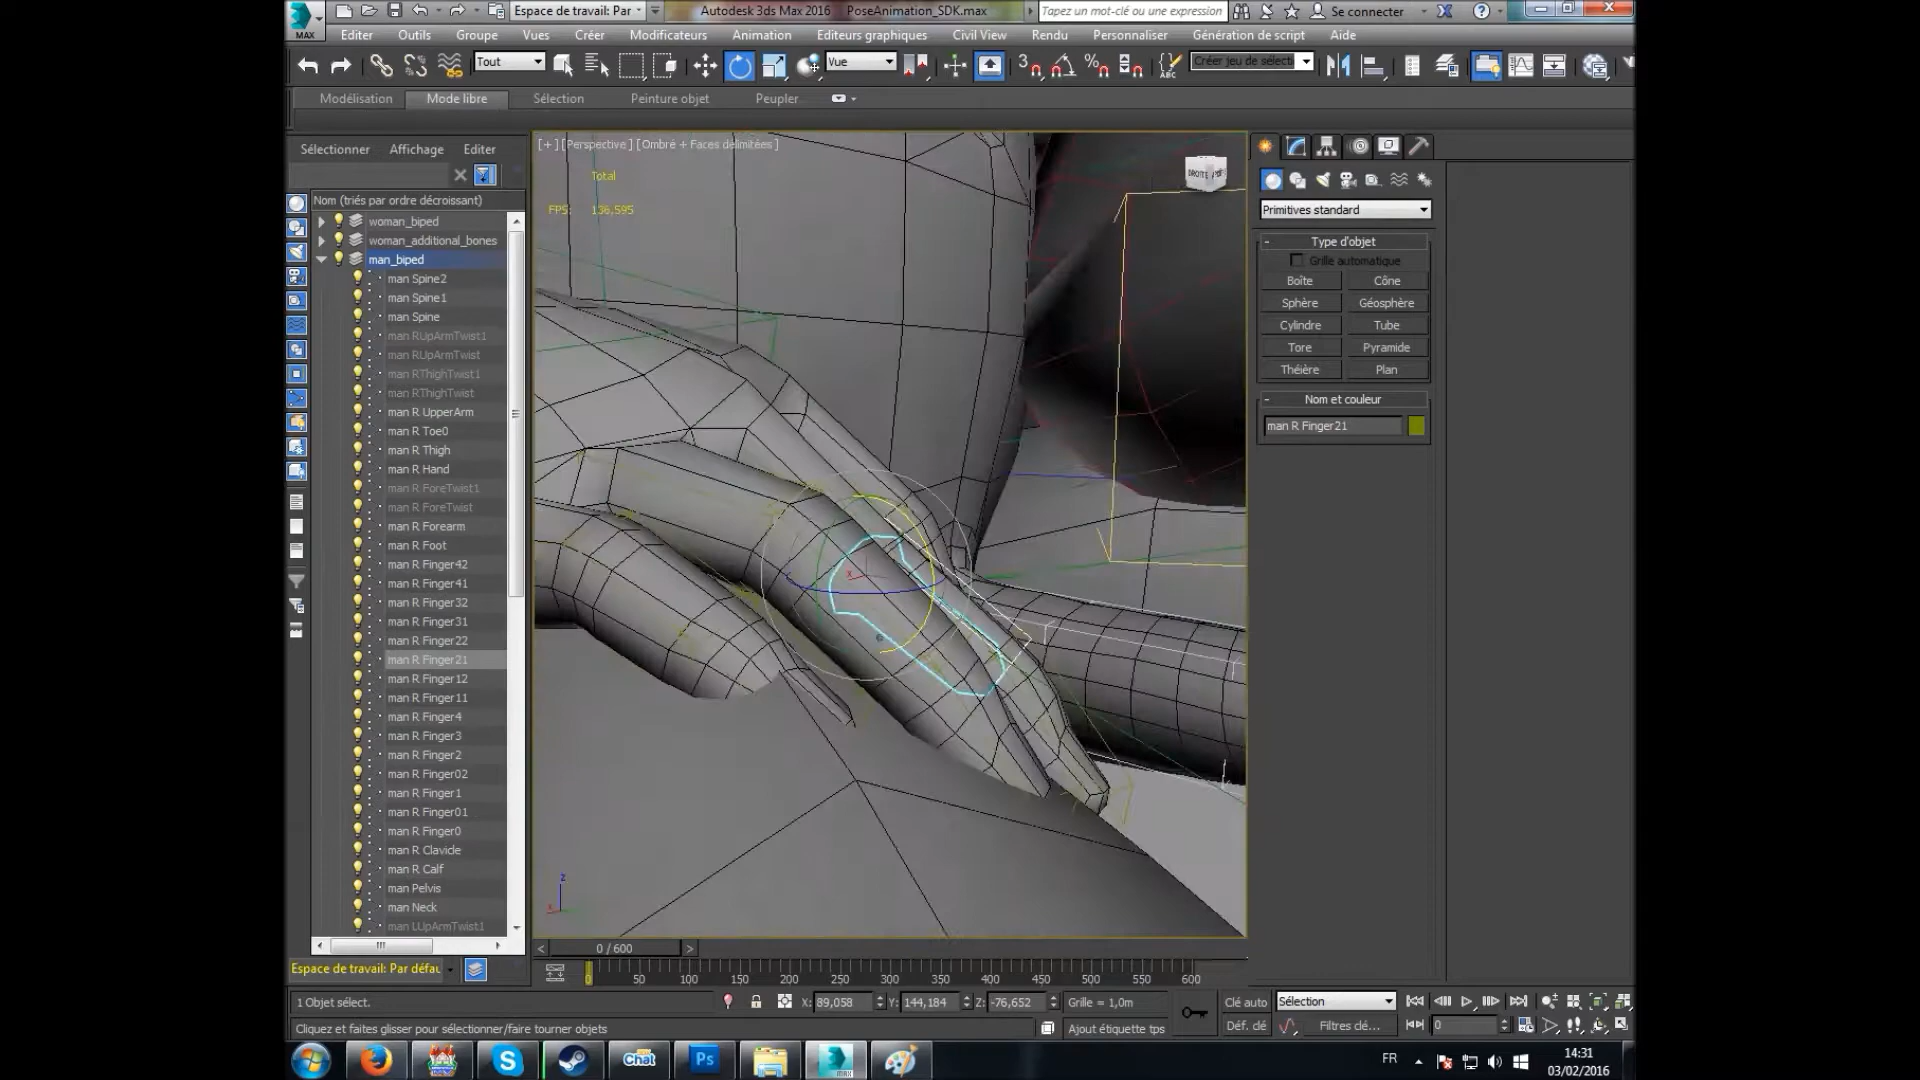 Espace de travail: Par
Autodesk 3ds Max 2016 PoseAnimation_SDK.max
Tapez un mot-clé ou une expression
Se connecter
MAX
Editer Outils Groupe Vues Créer Modificateurs Animation Editeurs graphiques Civil View Rendu Personnaliser Génération de script Aide
Tout
Vue
3
ABC
Créer jeu de sélecti
Modélisation Mode libre Sélection Peinture objet Peupler
Sélectionner Affichage Editer
Nom (triés par ordre décroissant)
woman_biped
woman_additional_bones
man_biped
man Spine2
man Spine1
man Spine
man RUpArmTwist1
man RUpArmTwist
man RThighTwist1
man RThighTwist
man R UpperArm
man R Toe0
man R Thigh
man R Hand
man R ForeTwist1
man R ForeTwist
man R Forearm
man R Foot
man R Finger42
man R Finger41
man R Finger32
man R Finger31
man R Finger22
man R Finger21
man R Finger12
man R Finger11
man R Finger4
man R Finger3
man R Finger2
man R Finger02
man R Finger1
man R Finger01
man R Finger0
man R Clavicle
man R Calf
man Pelvis
man Neck
man LUpArmTwist1
[+] [Perspective] [Ombré + Faces délimitées]
Total
FPS: 136,595
DROITE
x
z
x
Primitives standard
- Type d'objet
Grille automatique
Boîte Cône
Sphère Géosphère
Cylindre Tube
Tore Pyramide
Théière Plan
- Nom et couleur
man R Finger21
< 0 / 600 >
Espace de travail: Par défau
0 50 100 150 200 250 300 350 400 450 500 550 600
1 Objet sélect.
X: 89,058 Y: 144,184 Z: -76,652 Grille = 1,0m
Clé auto Sélection
Cliquez et faites glisser pour sélectionner/faire tourner objets
Ajout étiquette tps
Déf. clé Filtres clé... 0
S
Chat
Ps
MAX
FR
14:31
03/02/2016